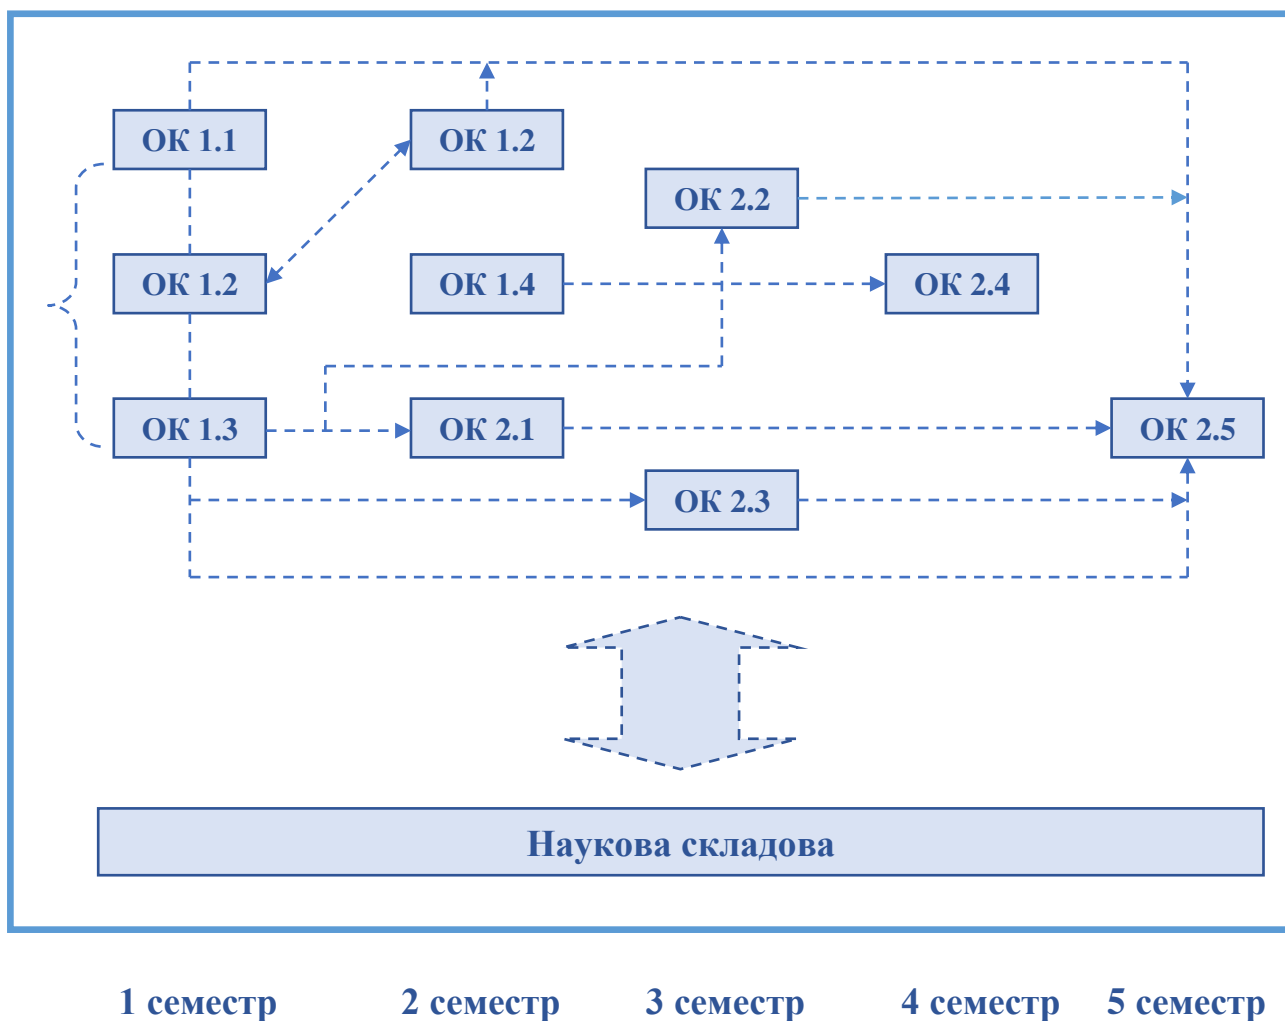 ОК 1.1
ОК 1.2
ОК 2.2
ОК 1.2
ОК 1.4
ОК 2.4
ОК 1.3
ОК 2.1
ОК 2.5
ОК 2.3
Наукова складова
1 семестр
2 семестр
3 семестр
4 семестр
5 семестр